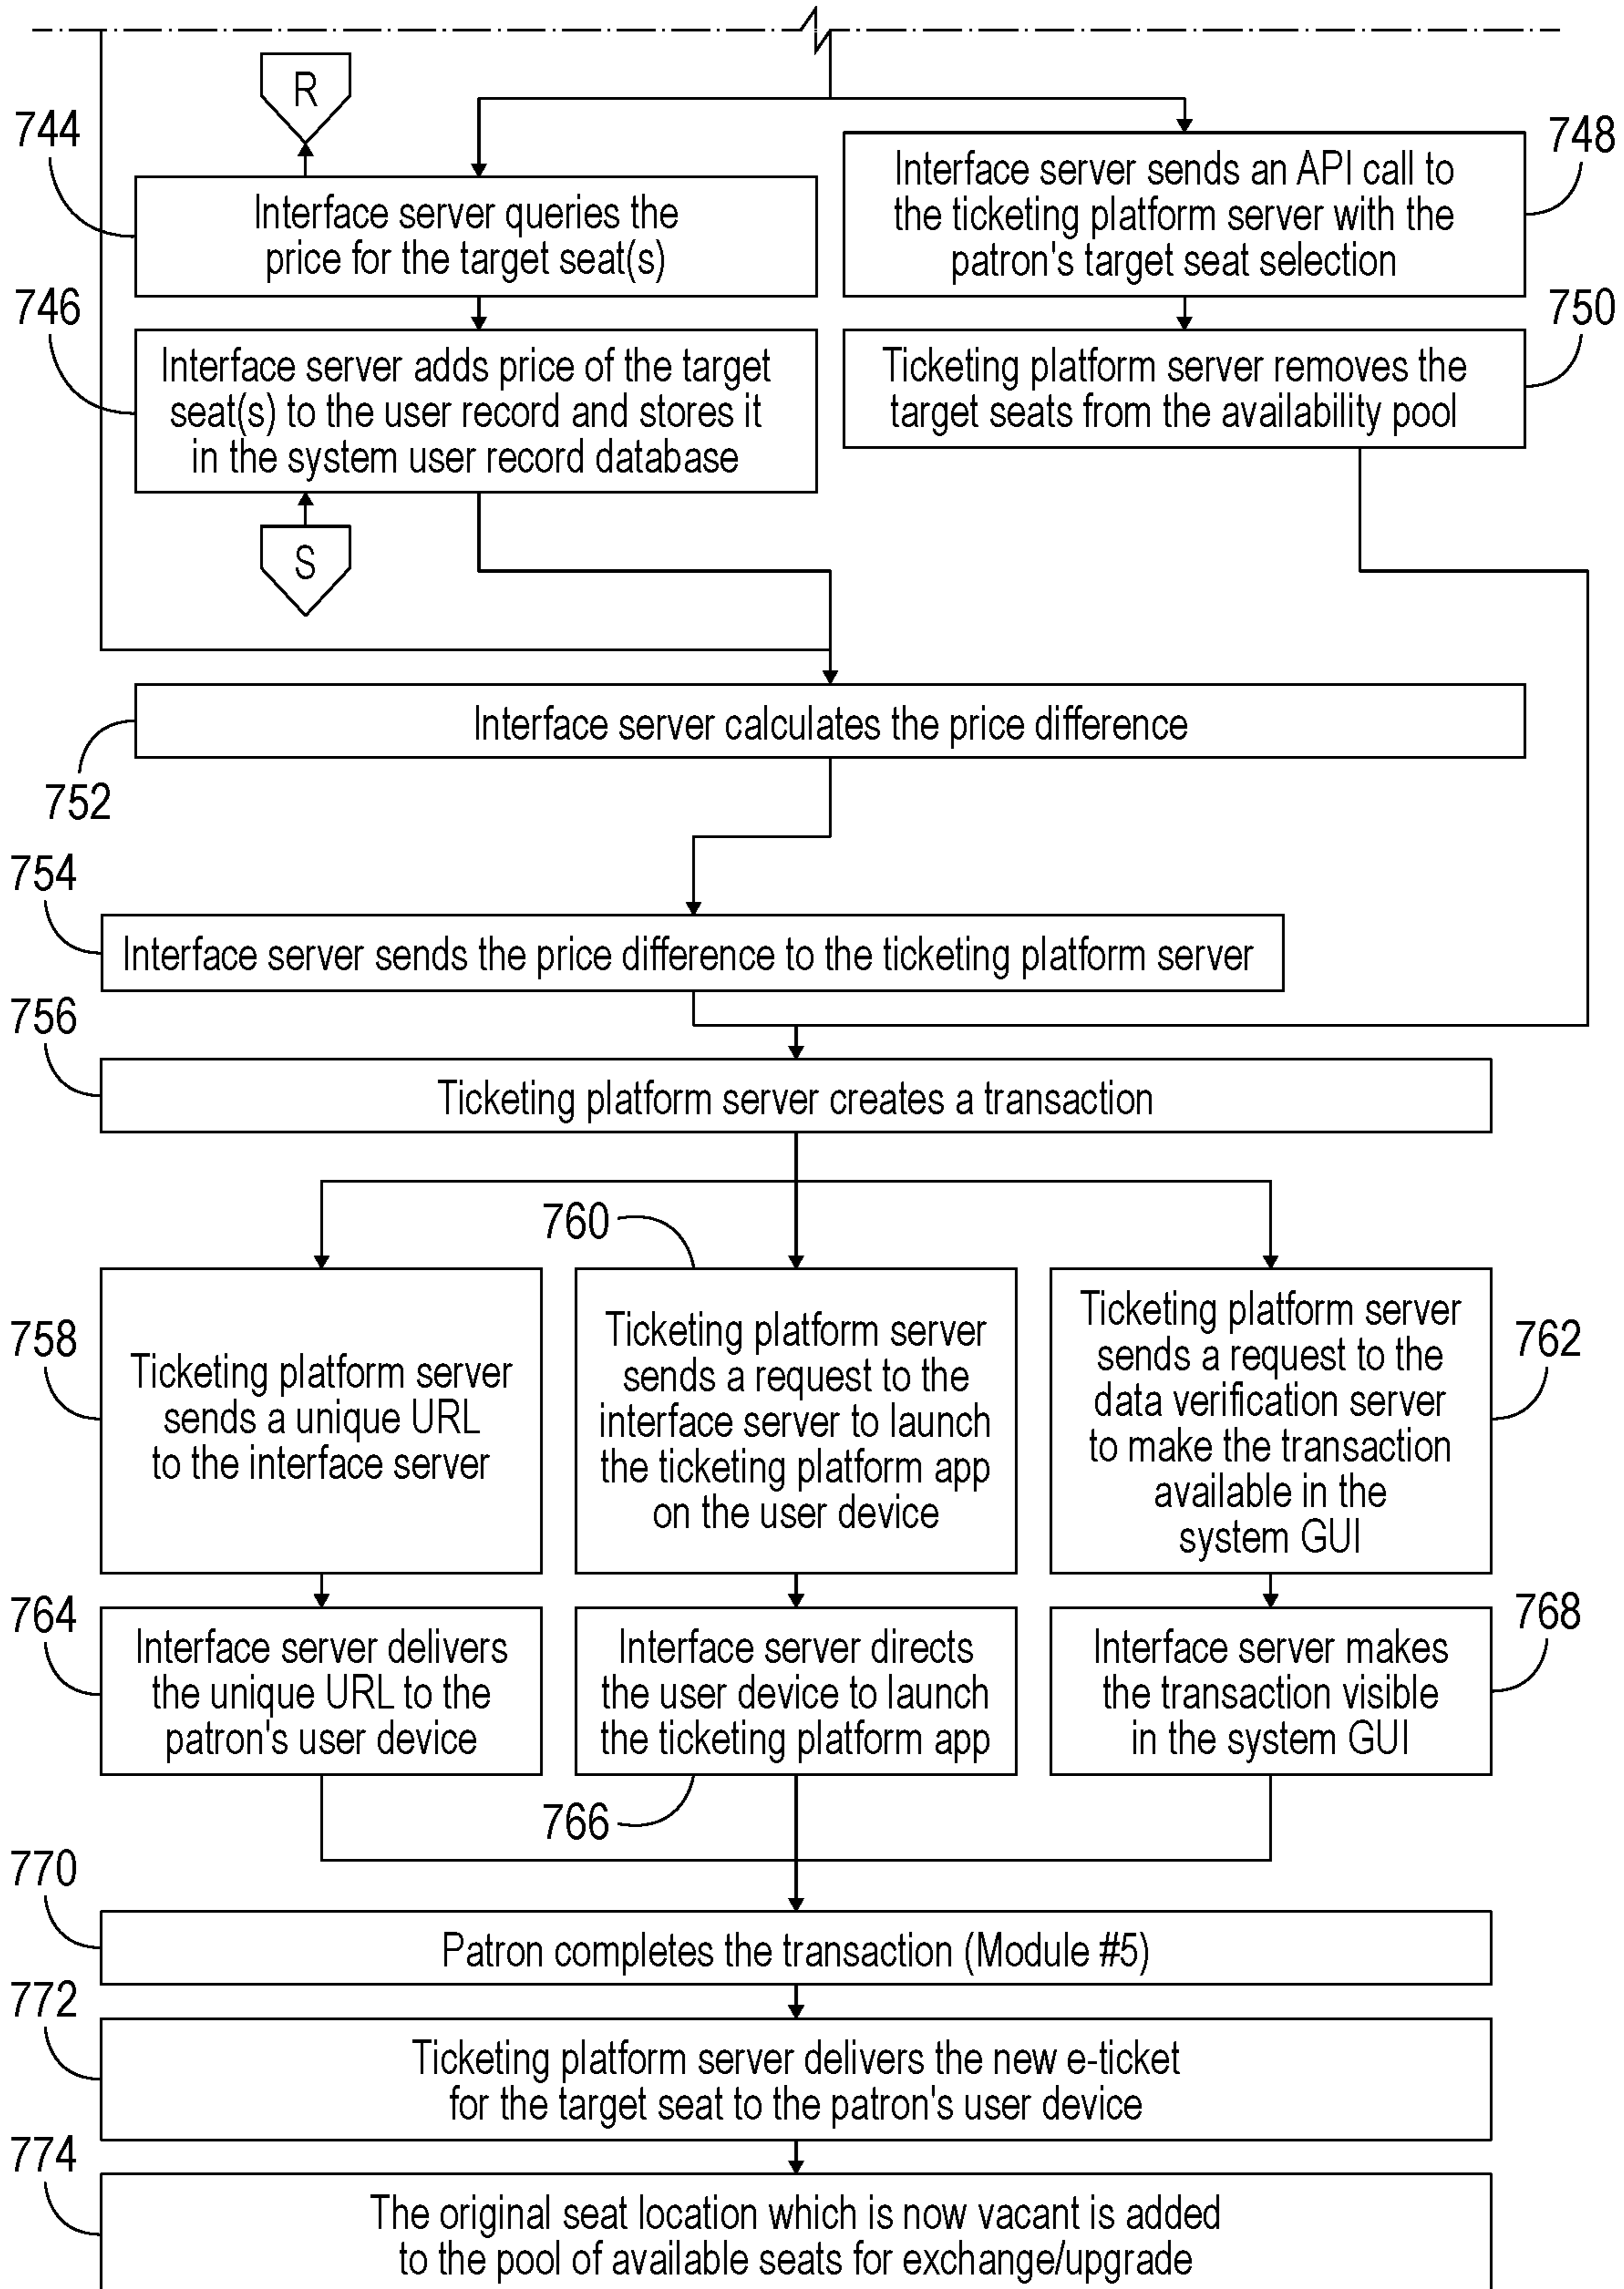 R
744
Interface server queries the
price for the target seat(s)
748
Interface server sends an API call to
the ticketing platform server with the
patron's target seat selection
746
Interface server adds price of the target
seat(s) to the user record and stores it
in the system user record database
750
Ticketing platform server removes the
target seats from the availability pool
S
Interface server calculates the price difference
752
754
Interface server sends the price difference to the ticketing platform server
756
Ticketing platform server creates a transaction
758
Ticketing platform server
sends a unique URL
to the interface server
760
Ticketing platform server
sends a request to the
interface server to launch
the ticketing platform app
on the user device
762
Ticketing platform server
sends a request to the
data verification server
to make the transaction
available in the
system GUI
764
Interface server delivers
the unique URL to the
patron's user device
Interface server directs
the user device to launch
the ticketing platform app
766
768
Interface server makes
the transaction visible
in the system GUI
770
Patron completes the transaction (Module #5)
772
Ticketing platform server delivers the new e-ticket
for the target seat to the patron's user device
774
The original seat location which is now vacant is added
to the pool of available seats for exchange/upgrade